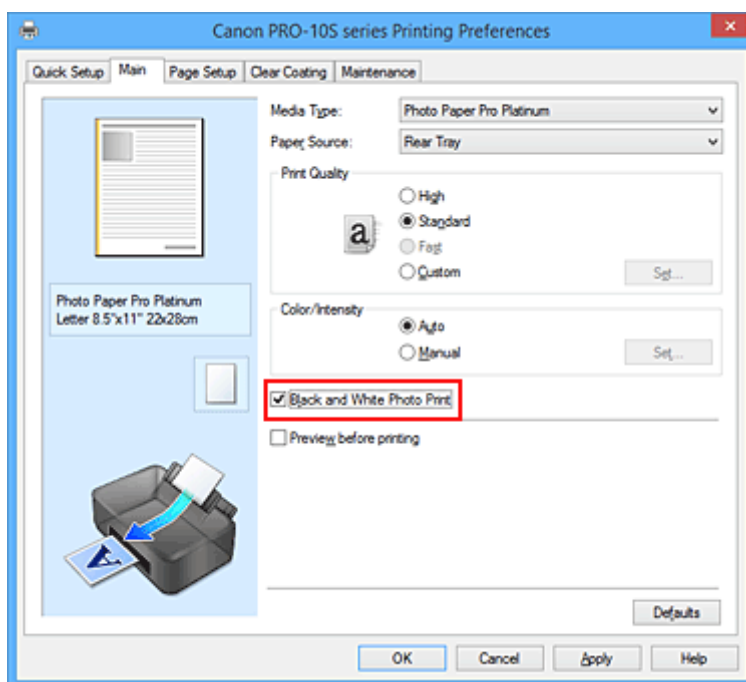 Canon PRO-10S series Printing Preferences
Quick Setup Main Page Setup Clear Coating Maintenance
Media Type: Photo Paper Pro Platinum
Paper Source: Rear Tray
Print Quality
High
Standard
Fast
Custom Set...
a
Photo Paper Pro Platinum
Letter 8.5"x11" 22x28cm
Color/Intensity
Auto
Manual Set...
Black and White Photo Print
Preview before printing
A
Defaults
OK Cancel Apply Help